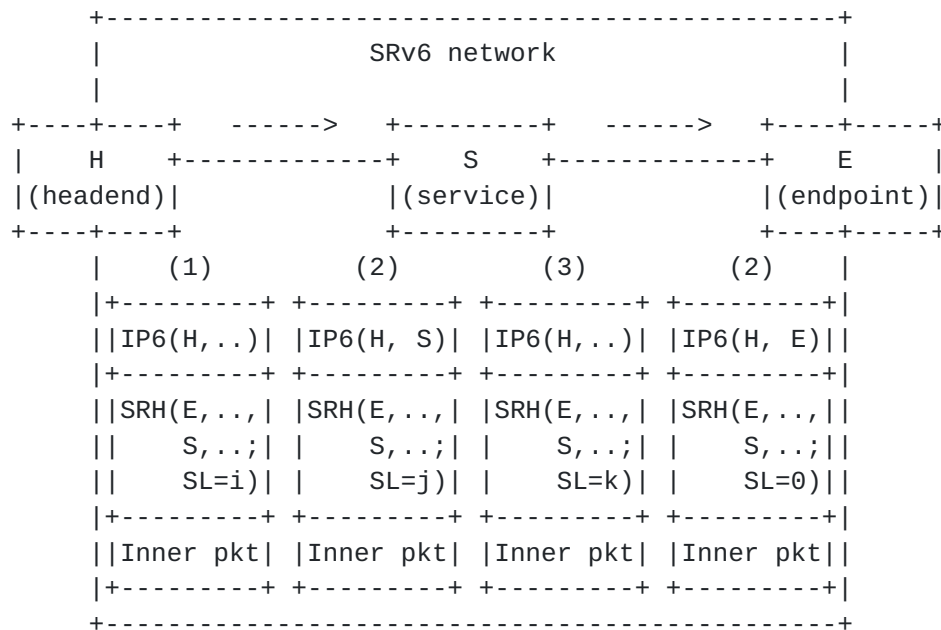 +-----------------------------------------------+
     |                 SRv6 network                  |
     |                                               |
+----+----+   ------>   +---------+   ------>   +----+-----+
|    H    +-------------+    S    +-------------+    E     |
|(headend)|             |(service)|             |(endpoint)|
+----+----+             +---------+             +----+-----+
     |    (1)         (2)         (3)         (2)    |
     |+---------+ +---------+ +---------+ +---------+|
     ||IP6(H,..)| |IP6(H, S)| |IP6(H,..)| |IP6(H, E)||
     |+---------+ +---------+ +---------+ +---------+|
     ||SRH(E,..,| |SRH(E,..,| |SRH(E,..,| |SRH(E,..,||
     ||    S,..;| |    S,..;| |    S,..;| |    S,..;||
     ||    SL=i)| |    SL=j)| |    SL=k)| |    SL=0)||
     |+---------+ +---------+ +---------+ +---------+|
     ||Inner pkt| |Inner pkt| |Inner pkt| |Inner pkt||
     |+---------+ +---------+ +---------+ +---------+|
     +-----------------------------------------------+